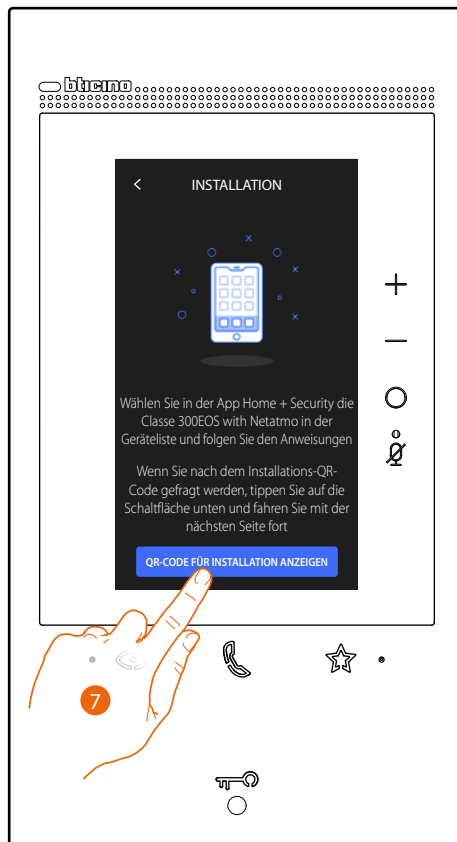 bticino
INSTALLATION
Wählen Sie in der App Home + Security die
Classe 300EOS with Netatmo in der
Geräteliste und folgen Sie den Anweisungen
Wenn Sie nach dem Installations-QR-
Code gefragt werden, tippen Sie auf die
Schaltfläche unten und fahren Sie mit der
nächsten Seite fort
QR-CODE FÜR INSTALLATION ANZEIGEN
7